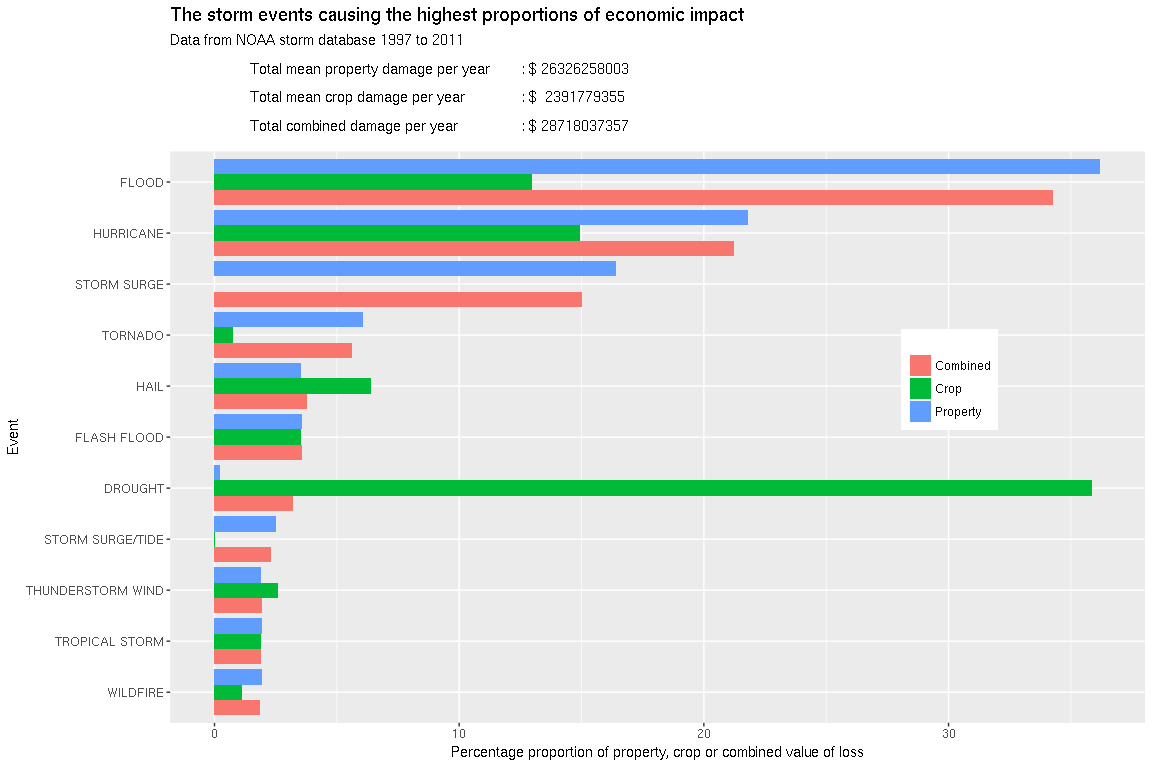 The storm events causing the highest proportions of economic impact
Data from NOAA storm database 1997 to 2011
Total mean property damage per year : $ 26326258003
Total mean crop damage per year : $ 2391779355
Total combined damage per year : $ 28718037357
FLOOD
HURRICANE
STORM SURGE
TORNADO
HAIL
FLASH FLOOD
DROUGHT
STORM SURGE/TIDE
THUNDERSTORM WIND
TROPICAL STORM
WILDFIRE
Event
Combined
Crop
Property
0 10 20 30
Percentage proportion of property, crop or combined value of loss